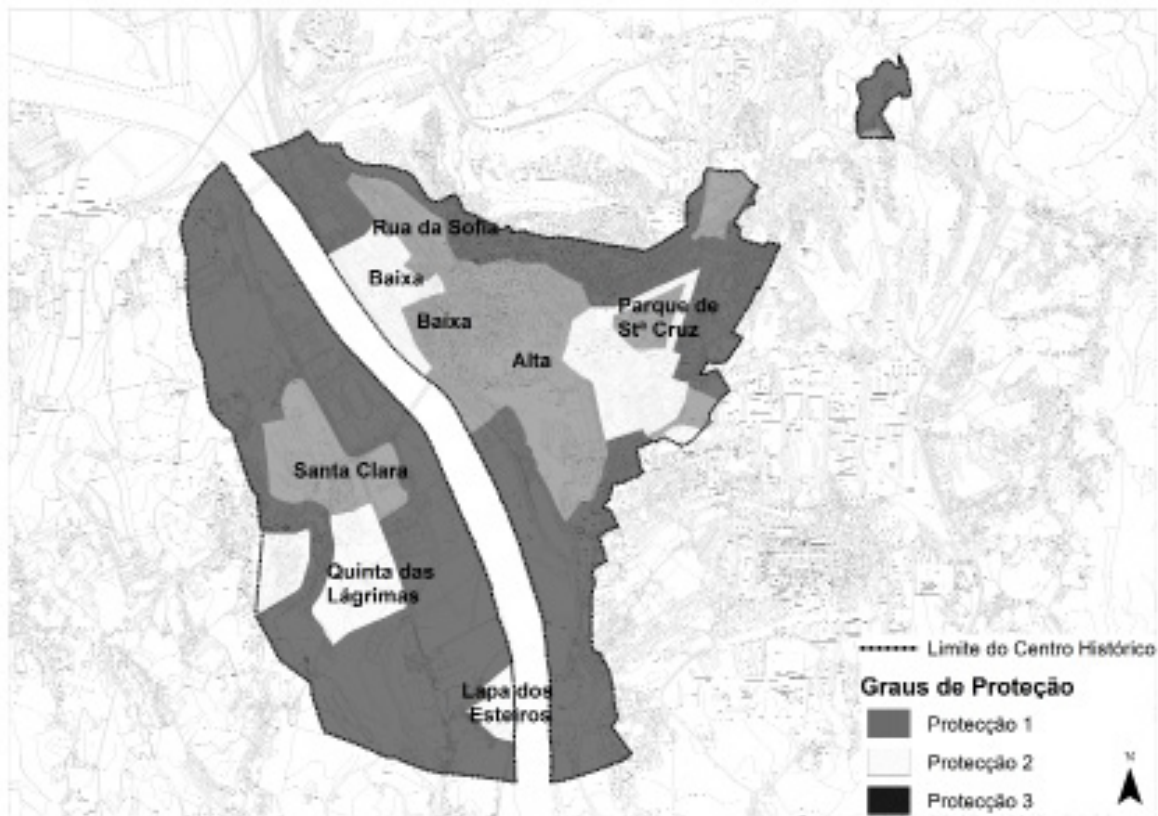 Rua da Sofia
Baixa
Baixa
Parque de
Stª Cruz
Alta
Santa Clara
Quinta das
Lágrimas
Lapa dos
Esteiros
Limite do Centro Histórico
Graus de Proteção
Protecção 1
Protecção 2
Protecção 3
N